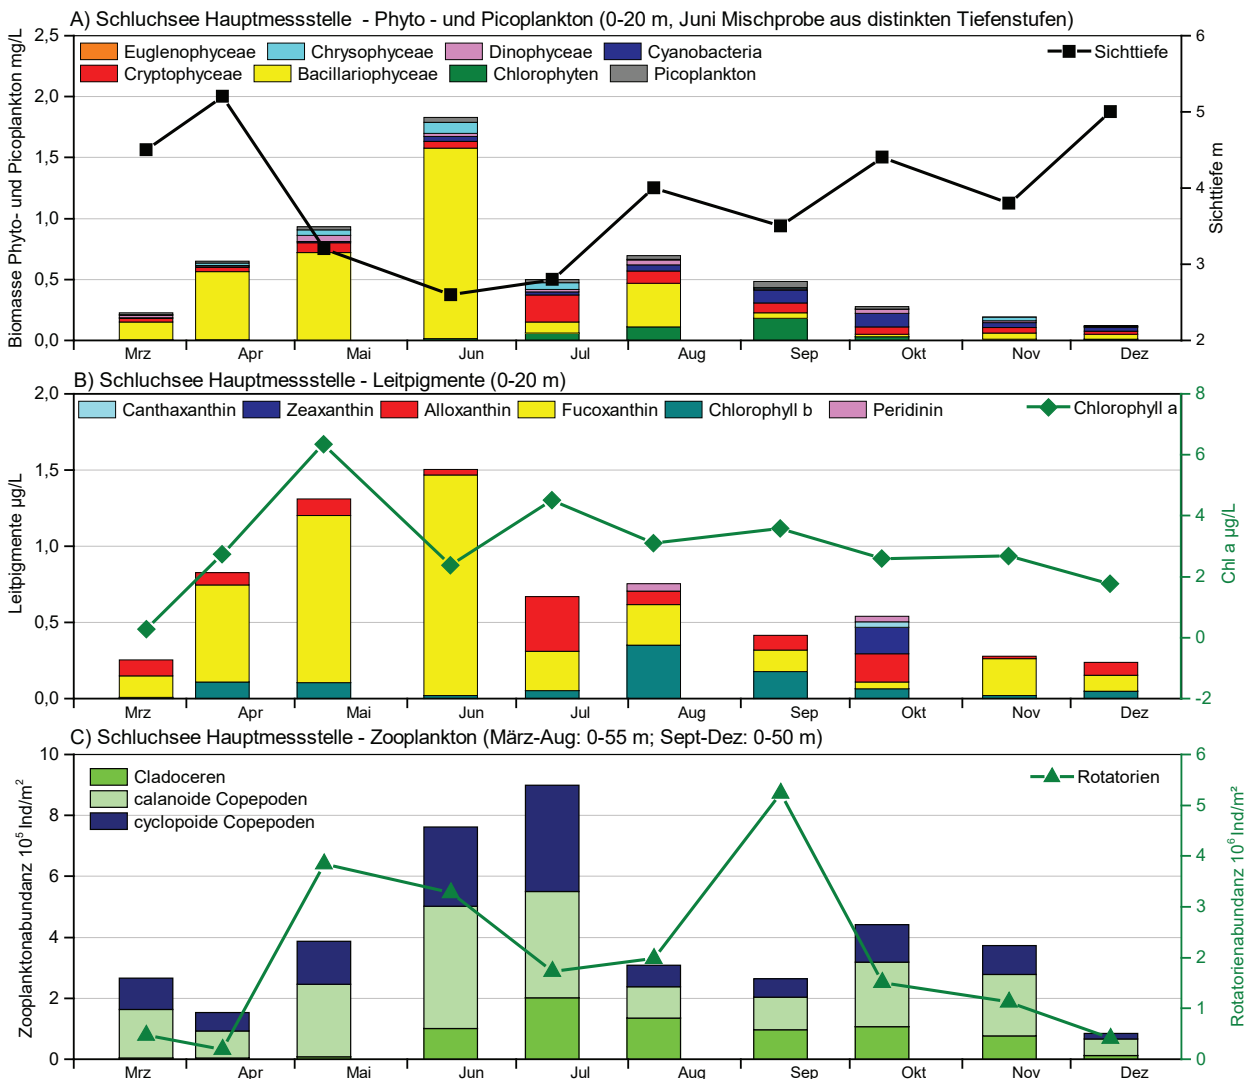 A) Schluchsee Hauptmessstelle - Phyto - und Picoplankton (0-20 m, Juni Mischprobe aus distinkten Tiefenstufen)
Biomasse Phyto- und Picoplankton mg/L
2,5
2,0
1,5
1,0
0,5
0,0
Euglenophyceae Chrysophyceae Dinophyceae Cyanobacteria
Cryptophyceae Bacillariophyceae Chlorophyten Picoplankton
Sichttiefe
6
5
4
3
2
Sichttiefe m
Mrz Apr Mai Jun Jul Aug Sep Okt Nov Dez
B) Schluchsee Hauptmessstelle - Leitpigmente (0-20 m)
Leitpigmente µg/L
2,0
1,5
1,0
0,5
0,0
Canthaxanthin Zeaxanthin Alloxanthin Fucoxanthin Chlorophyll b Peridinin
Chlorophyll a
8
6
4
2
0
-2
Chl a µg/L
Mrz Apr Mai Jun Jul Aug Sep Okt Nov Dez
C) Schluchsee Hauptmessstelle - Zooplankton (März-Aug: 0-55 m; Sept-Dez: 0-50 m)
Zooplanktonabundanz 10⁵ Ind/m²
10
8
6
4
2
0
Cladoceren
calanoide Copepoden
cyclopoide Copepoden
Rotatorien
6
5
4
3
2
1
0
Rotatorienabundanz 10⁶ Ind/m²
Mrz Apr Mai Jun Jul Aug Sep Okt Nov Dez